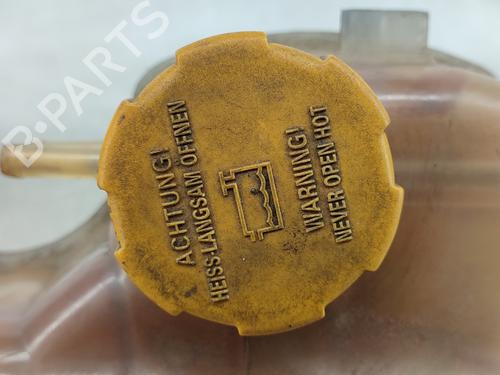 B-PARTS
ACHTUNG!
HEISS-LANGSAM ÖFFNEN
WARNING!
NEVER OPEN HOT